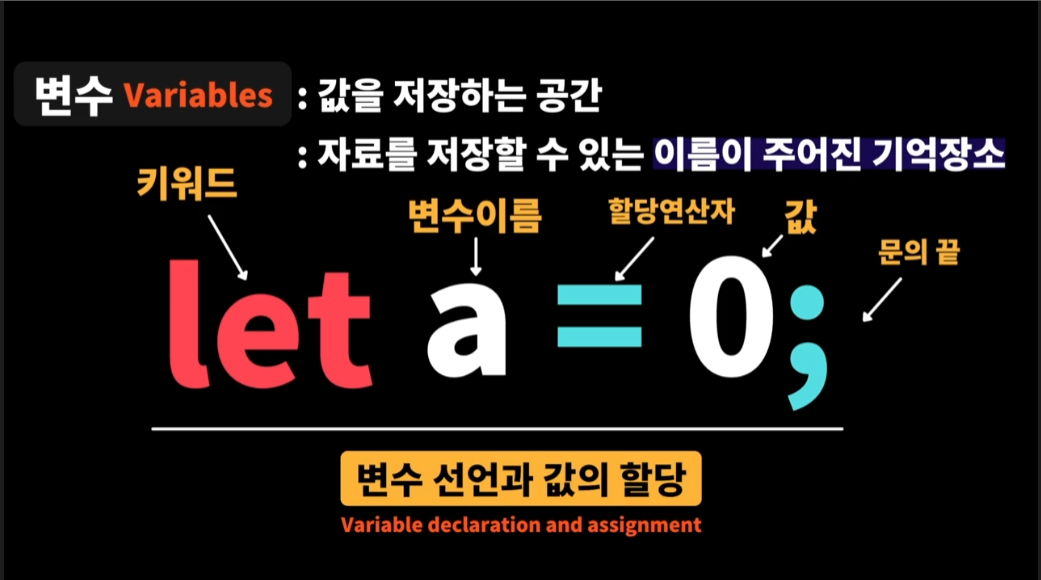 변수 Variables : 값을 저장하는 공간
: 자료를 저장할 수 있는 이름이 주어진 기억장소
키워드
변수이름
할당연산자
값
문의 끝
let a = 0;
변수 선언과 값의 할당
Variable declaration and assignment